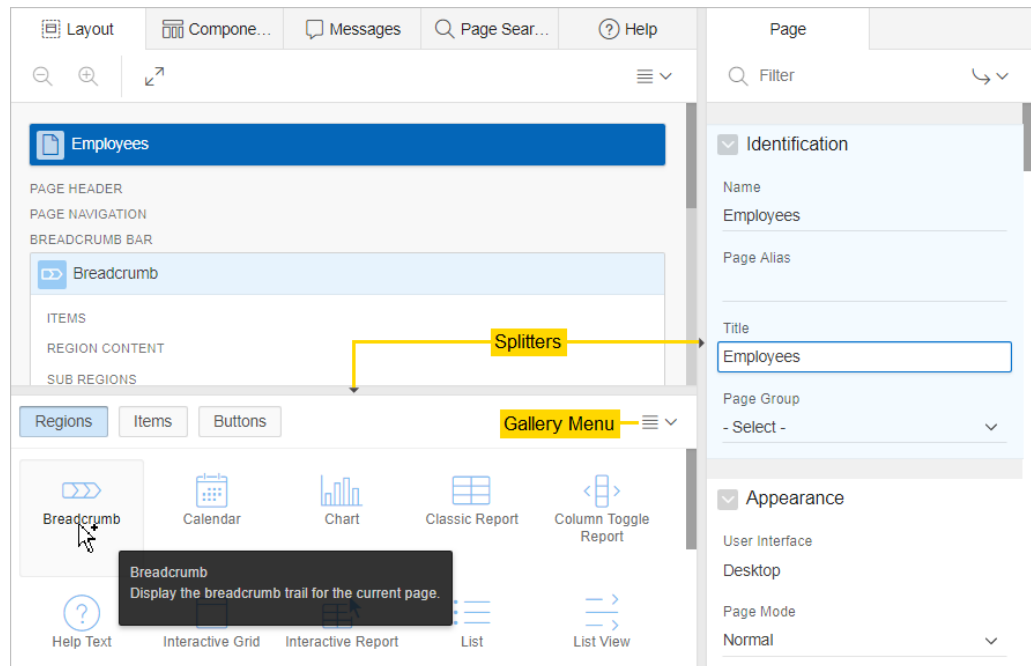 Layout
Compone...
Messages
Page Sear...
Help
Page
Filter
Employees
PAGE HEADER
PAGE NAVIGATION
BREADCRUMB BAR
Breadcrumb
ITEMS
REGION CONTENT
SUB REGIONS
Splitters
Regions
Items
Buttons
Gallery Menu
Breadcrumb
Calendar
Chart
Classic Report
Column Toggle
Report
Breadcrumb
Display the breadcrumb trail for the current page.
Help Text
Interactive Grid
Interactive Report
List
List View
Identification
Name
Employees
Page Alias
Title
Employees
Page Group
- Select -
Appearance
User Interface
Desktop
Page Mode
Normal